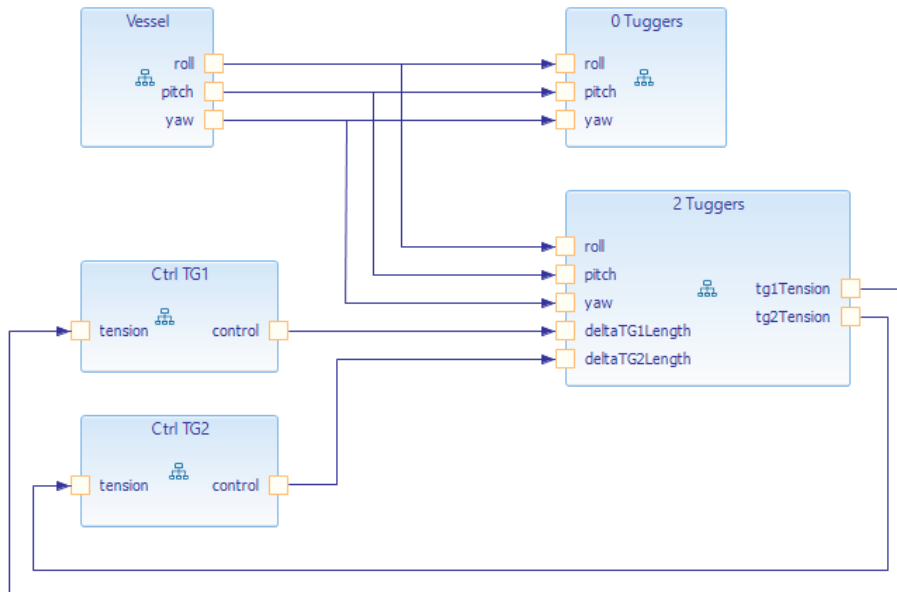 Vessel
roll
pitch
yaw
0 Tuggers
roll
pitch
yaw
2 Tuggers
roll
pitch
yaw
deltaTG1Length
deltaTG2Length
tg1Tension
tg2Tension
Ctrl TG1
tension control
Ctrl TG2
tension control